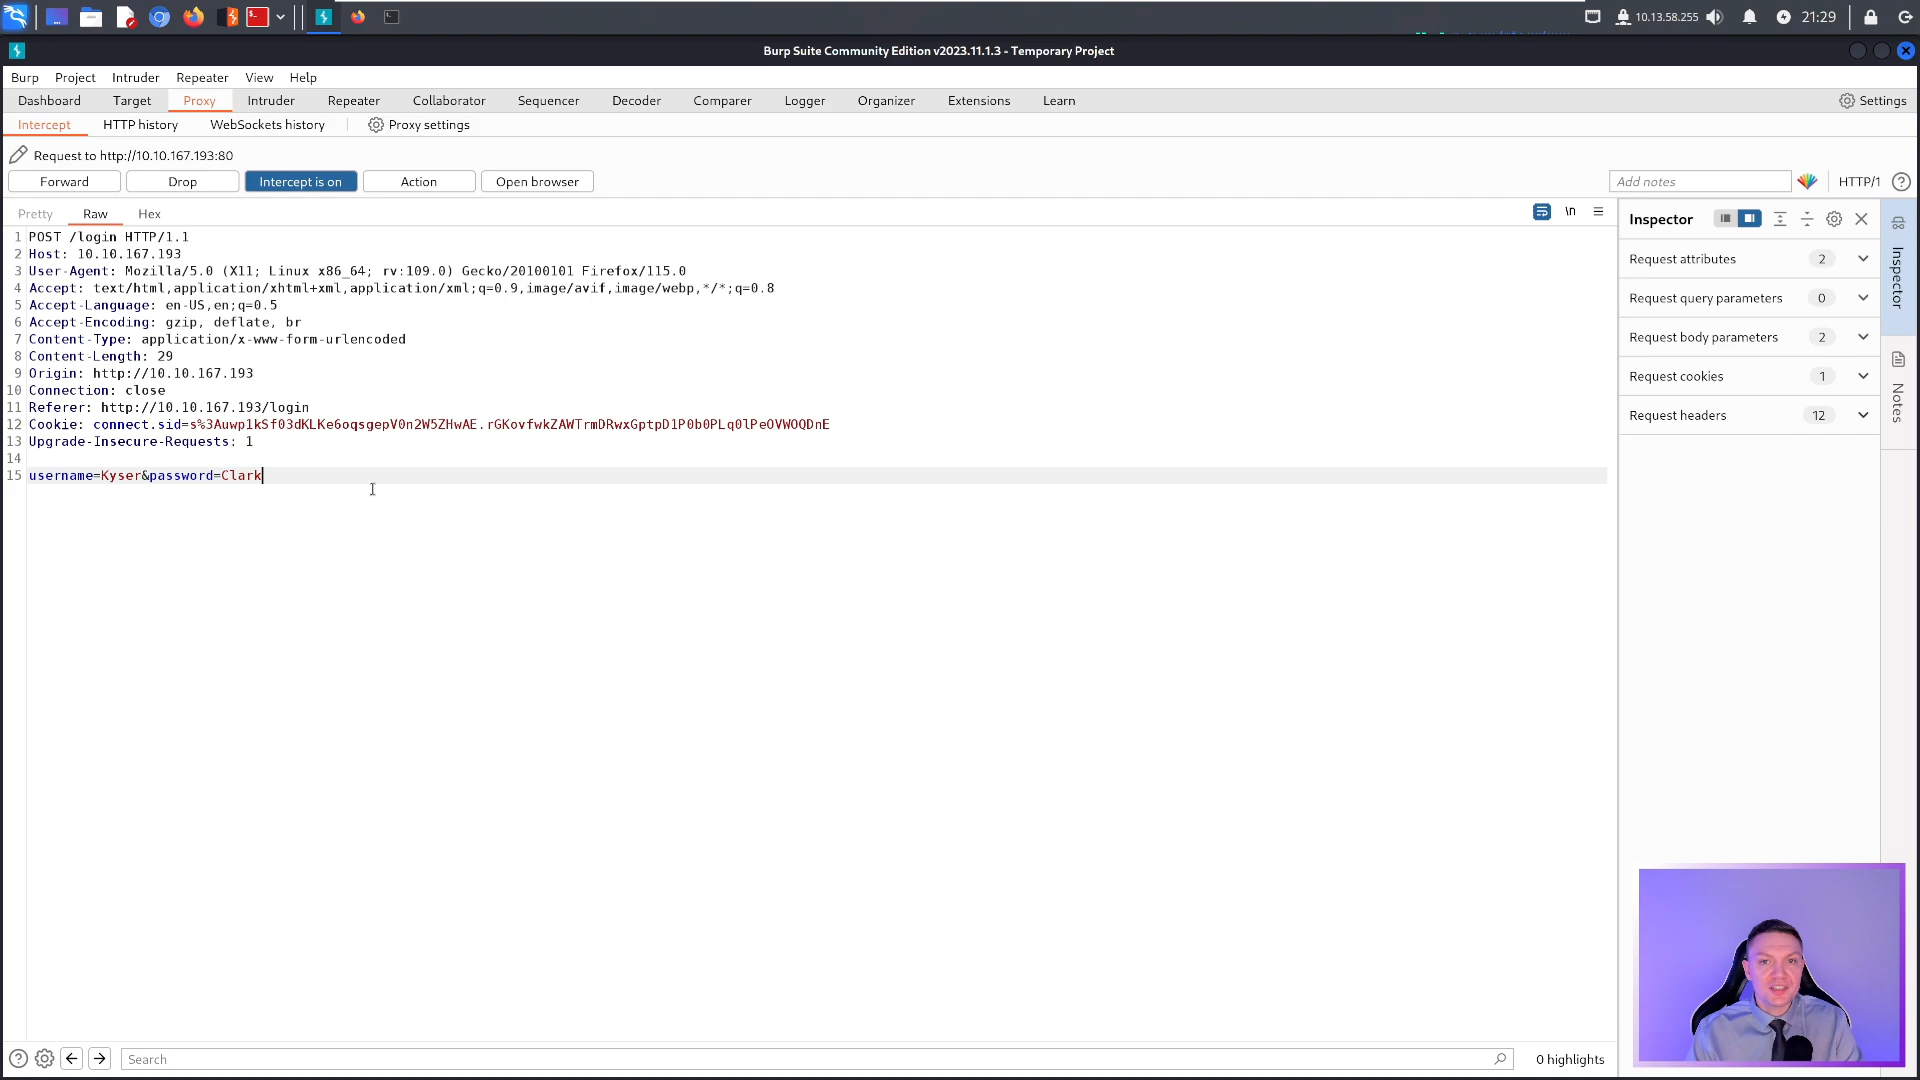 10.13.58.255
21:29
Burp Suite Community Edition v2023.11.1.3 - Temporary Project
Burp Project Intruder Repeater View Help
Dashboard Target Proxy Intruder Repeater Collaborator Sequencer Decoder Comparer Logger Organizer Extensions Learn Settings
Intercept HTTP history WebSockets history Proxy settings
Request to http://10.10.167.193:80
Forward Drop Intercept is on Action Open browser Add notes HTTP/1
Pretty Raw Hex \n
1 POST /login HTTP/1.1
2 Host: 10.10.167.193
3 User-Agent: Mozilla/5.0 (X11; Linux x86_64; rv:109.0) Gecko/20100101 Firefox/115.0
4 Accept: text/html,application/xhtml+xml,application/xml;q=0.9,image/avif,image/webp,*/*;q=0.8
5 Accept-Language: en-US,en;q=0.5
6 Accept-Encoding: gzip, deflate, br
7 Content-Type: application/x-www-form-urlencoded
8 Content-Length: 29
9 Origin: http://10.10.167.193
10 Connection: close
11 Referer: http://10.10.167.193/login
12 Cookie: connect.sid=s%3Auwp1kSf03dKLKe6oqsgepV0n2W5ZHwAE.rGKovfwkZAWTrmDRwxGptpD1P0b0PLq0lPeOVWOQDnE
13 Upgrade-Insecure-Requests: 1
14
15 username=Kyser&password=Clark
Inspector
Request attributes 2
Request query parameters 0
Request body parameters 2
Request cookies 1
Request headers 12
Inspector
Notes
Search
0 highlights